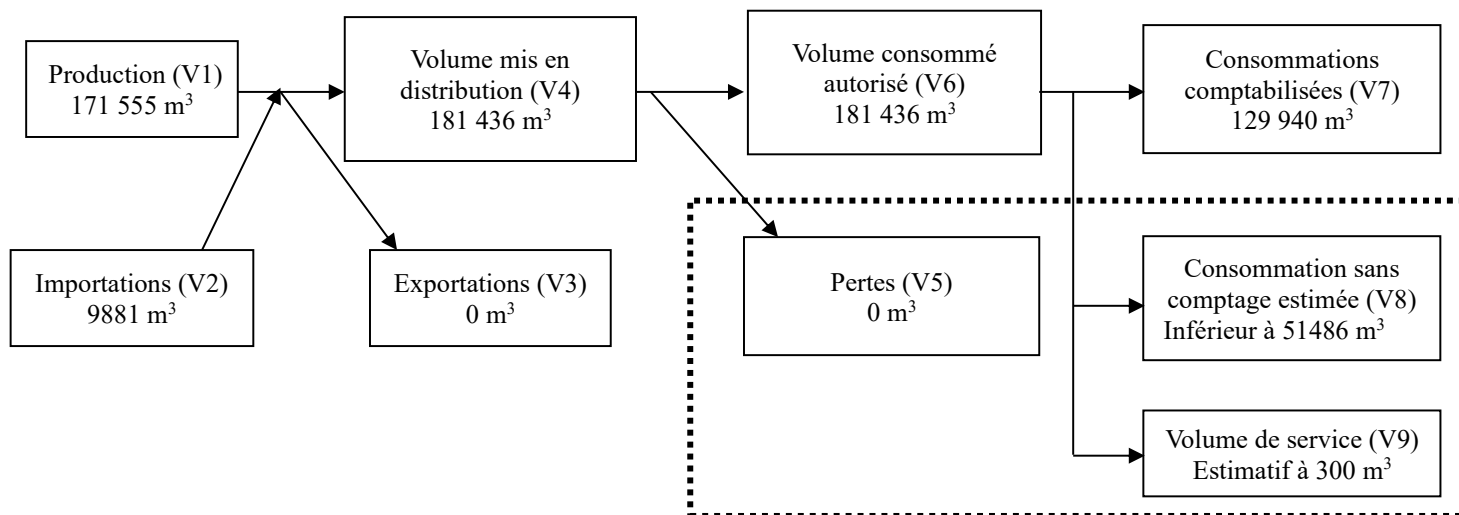 Production (V1)
171 555 m³
Volume mis en
distribution (V4)
181 436 m³
Volume consommé
autorisé (V6)
181 436 m³
Consommations
comptabilisées (V7)
129 940 m³
Importations (V2)
9881 m³
Exportations (V3)
0 m³
Pertes (V5)
0 m³
Consommation sans
comptage estimée (V8)
Inférieur à 51486 m³
Volume de service (V9)
Estimatif à 300 m³